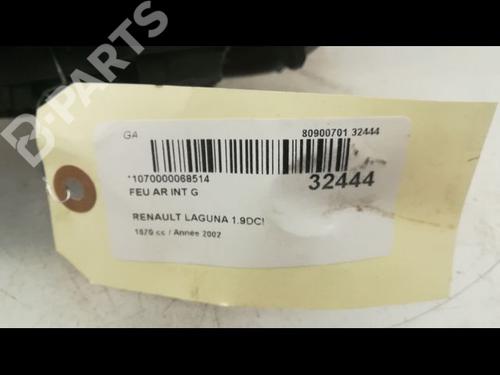 B-PARTS
GA
80900701 32444
*1070000068514
32444
FEU AR INT G
RENAULT LAGUNA 1.9DCI
1870 cc / Année 2002